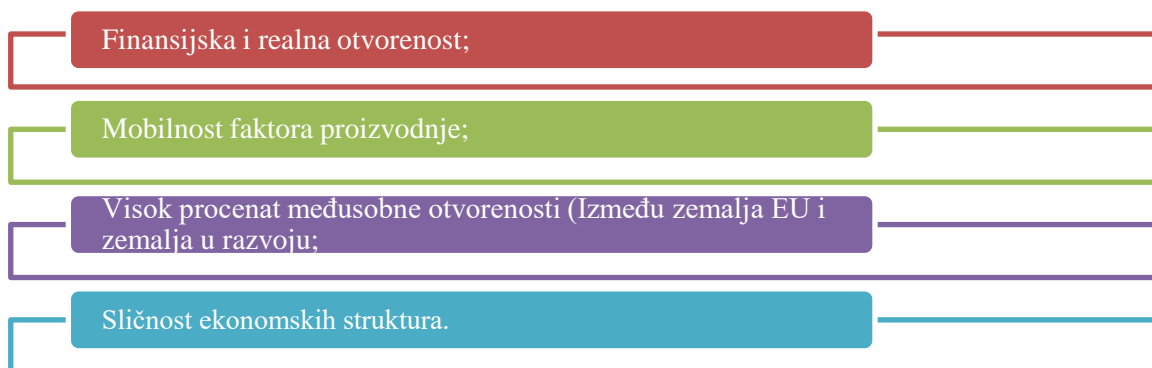 Finansijska i realna otvorenost;
Mobilnost faktora proizvodnje;
Visok procenat međusobne otvorenosti (Između zemalja EU i
zemalja u razvoju;
Sličnost ekonomskih struktura.